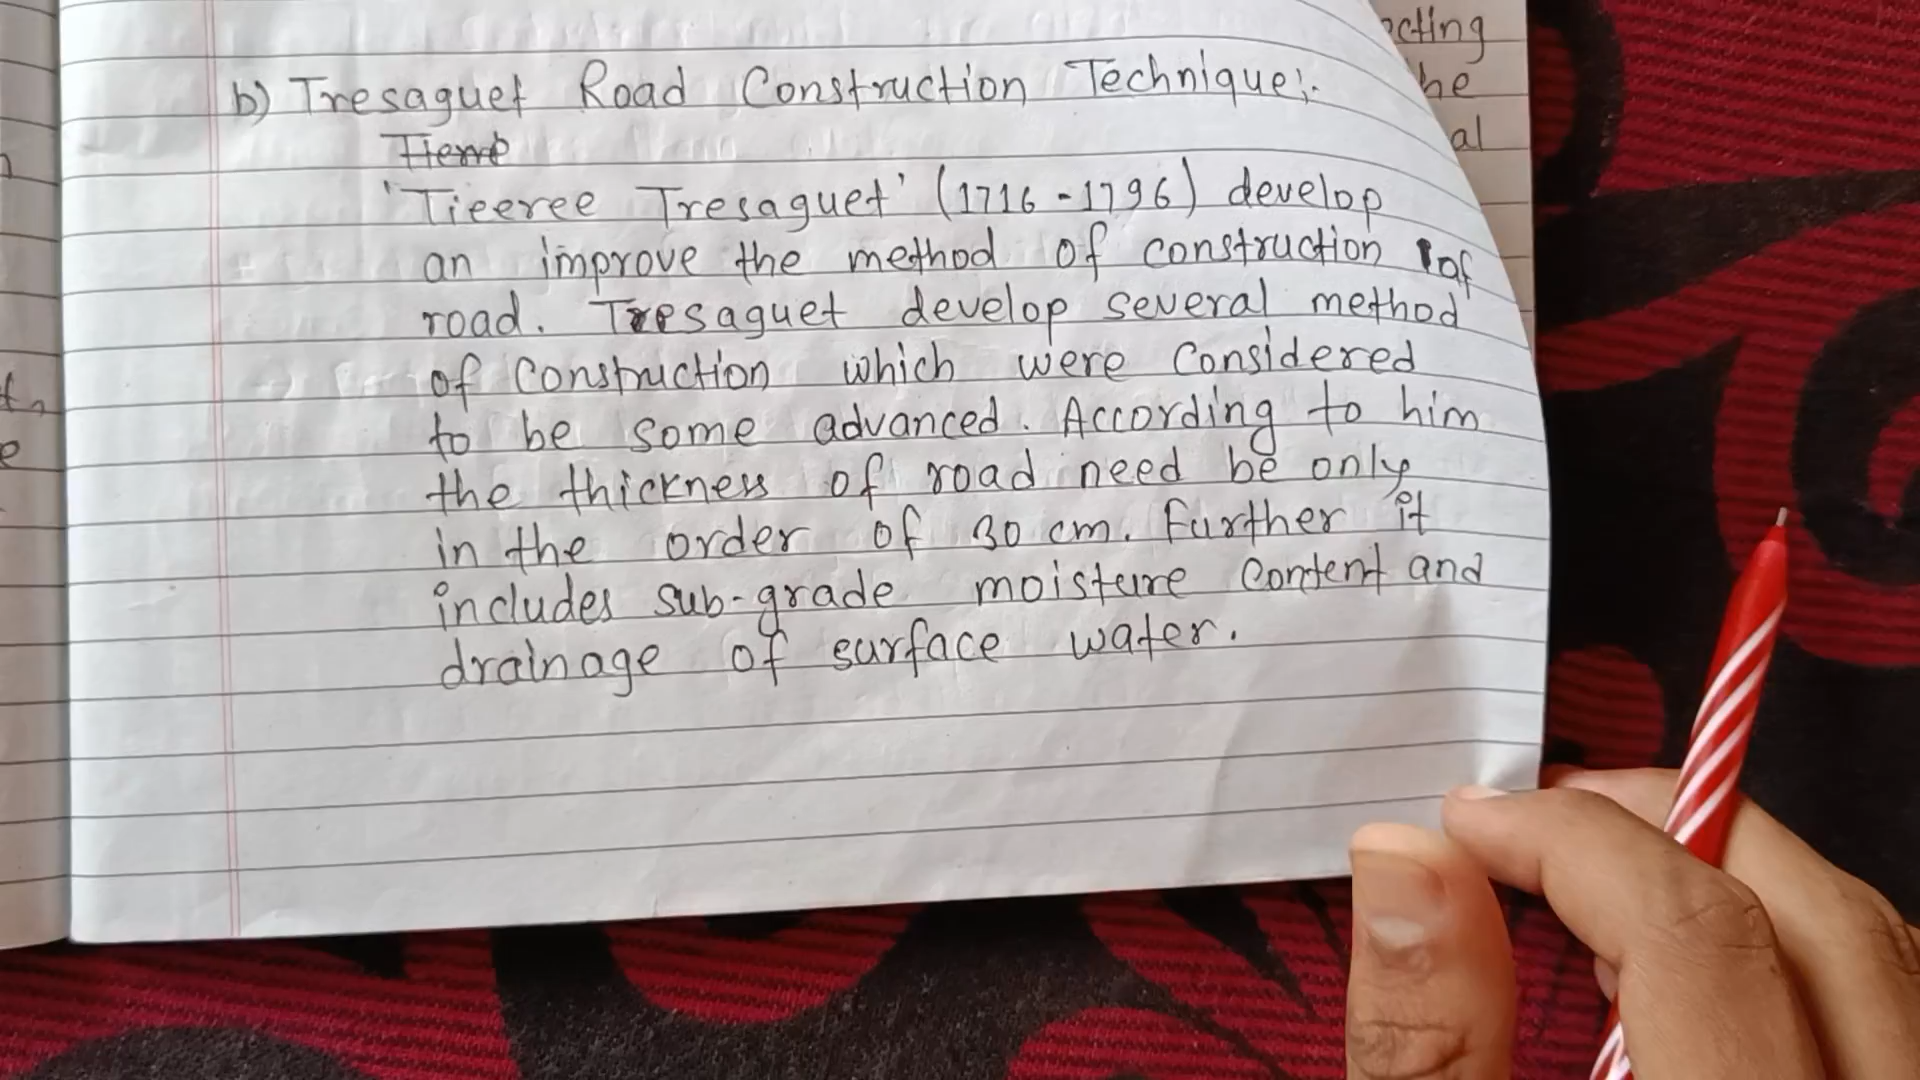 b) Tresaguet Road Construction Technique:-
'Tieeree Tresaguet' (1716-1796) develop
an improve the method of construction of
road. Tresaguet develop several method
of construction which were considered
to be some advanced. According to him
the thickness of road need be only
in the order of 30 cm. Further it
includes sub-grade moisture content and
drainage of surface water.
he
al